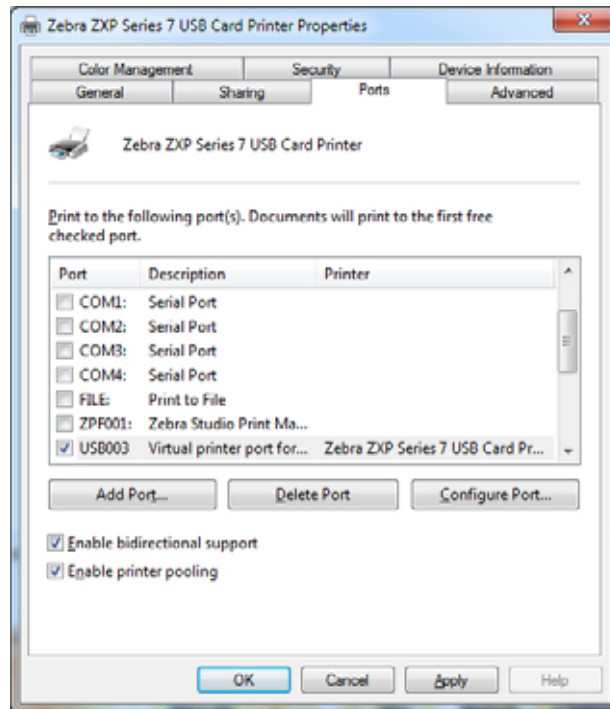 Zebra ZXP Series 7 USB Card Printer Properties
Color Management Security Device Information
General Sharing Ports Advanced
Zebra ZXP Series 7 USB Card Printer
Print to the following port(s). Documents will print to the first free
checked port.
Port Description Printer
COM1: Serial Port
COM2: Serial Port
COM3: Serial Port
COM4: Serial Port
FILE: Print to File
ZPF001: Zebra Studio Print Ma...
USB003 Virtual printer port for... Zebra ZXP Series 7 USB Card Pr...
Add Port... Delete Port Configure Port...
Enable bidirectional support
Enable printer pooling
OK Cancel Apply Help